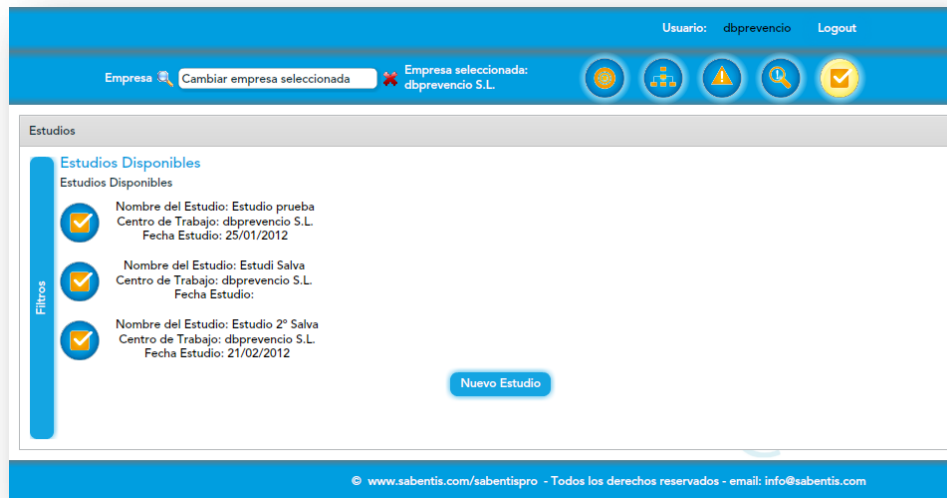 Usuario: dbprevencio Logout
Empresa Cambiar empresa seleccionada Empresa seleccionada:
dbprevencio S.L.
Estudios
Filtros
Estudios Disponibles
Estudios Disponibles
Nombre del Estudio: Estudio prueba
Centro de Trabajo: dbprevencio S.L.
Fecha Estudio: 25/01/2012
Nombre del Estudio: Estudi Salva
Centro de Trabajo: dbprevencio S.L.
Fecha Estudio:
Nombre del Estudio: Estudio 2º Salva
Centro de Trabajo: dbprevencio S.L.
Fecha Estudio: 21/02/2012
Nuevo Estudio
© www.sabentis.com/sabentispro - Todos los derechos reservados - email: info@sabentis.com